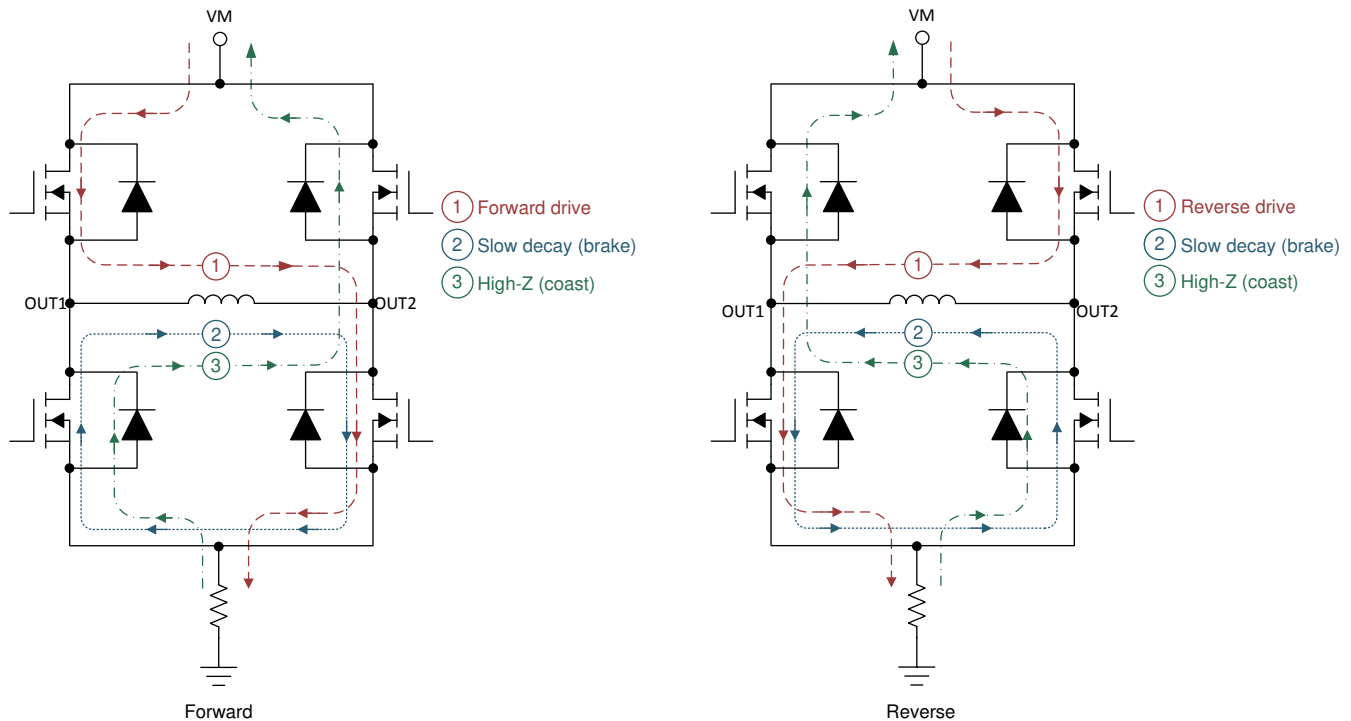 VM
1 Forward drive
2 Slow decay (brake)
3 High-Z (coast)
1
OUT1
OUT2
2
3
Forward
VM
1 Reverse drive
2 Slow decay (brake)
3 High-Z (coast)
1
OUT1
OUT2
2
3
Reverse